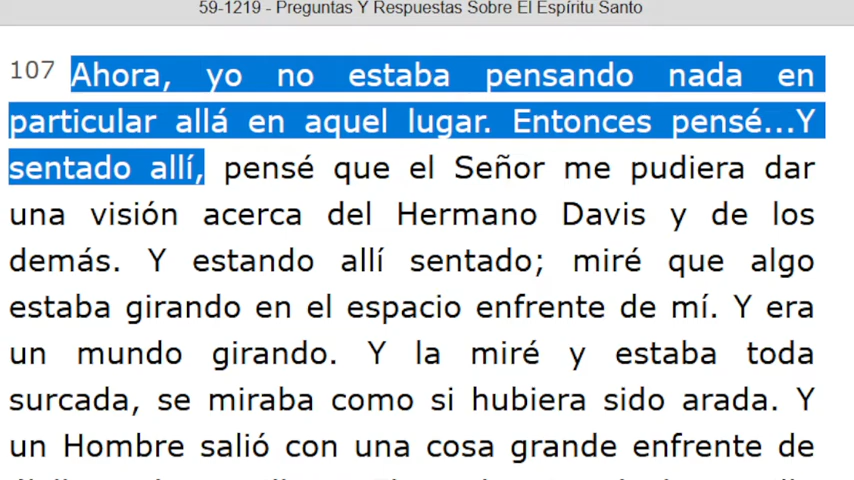 59-1219 - Preguntas Y Respuestas Sobre El Espíritu Santo
107 Ahora, yo no estaba pensando nada en
particular allá en aquel lugar. Entonces pensé...Y
sentado allí, pensé que el Señor me pudiera dar
una visión acerca del Hermano Davis y de los
demás. Y estando allí sentado; miré que algo
estaba girando en el espacio enfrente de mí. Y era
un mundo girando. Y la miré y estaba toda
surcada, se miraba como si hubiera sido arada. Y
un Hombre salió con una cosa grande enfrente de